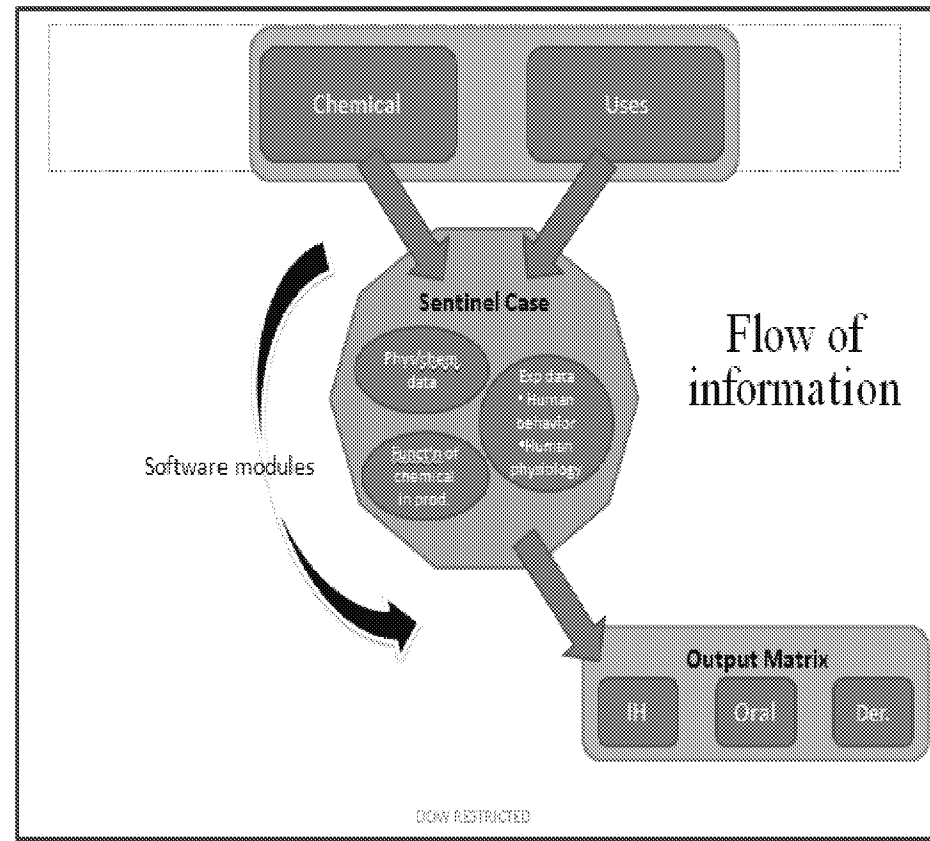 Chemical
Uses
Sentinel Case
Phys/chem
data
Exp data
• Human
behavior
•Human
physiology
Functn of
chemical
in prod
Flow of
information
Software modules
Output Matrix
IH
Oral
Der.
DOW RESTRICTED